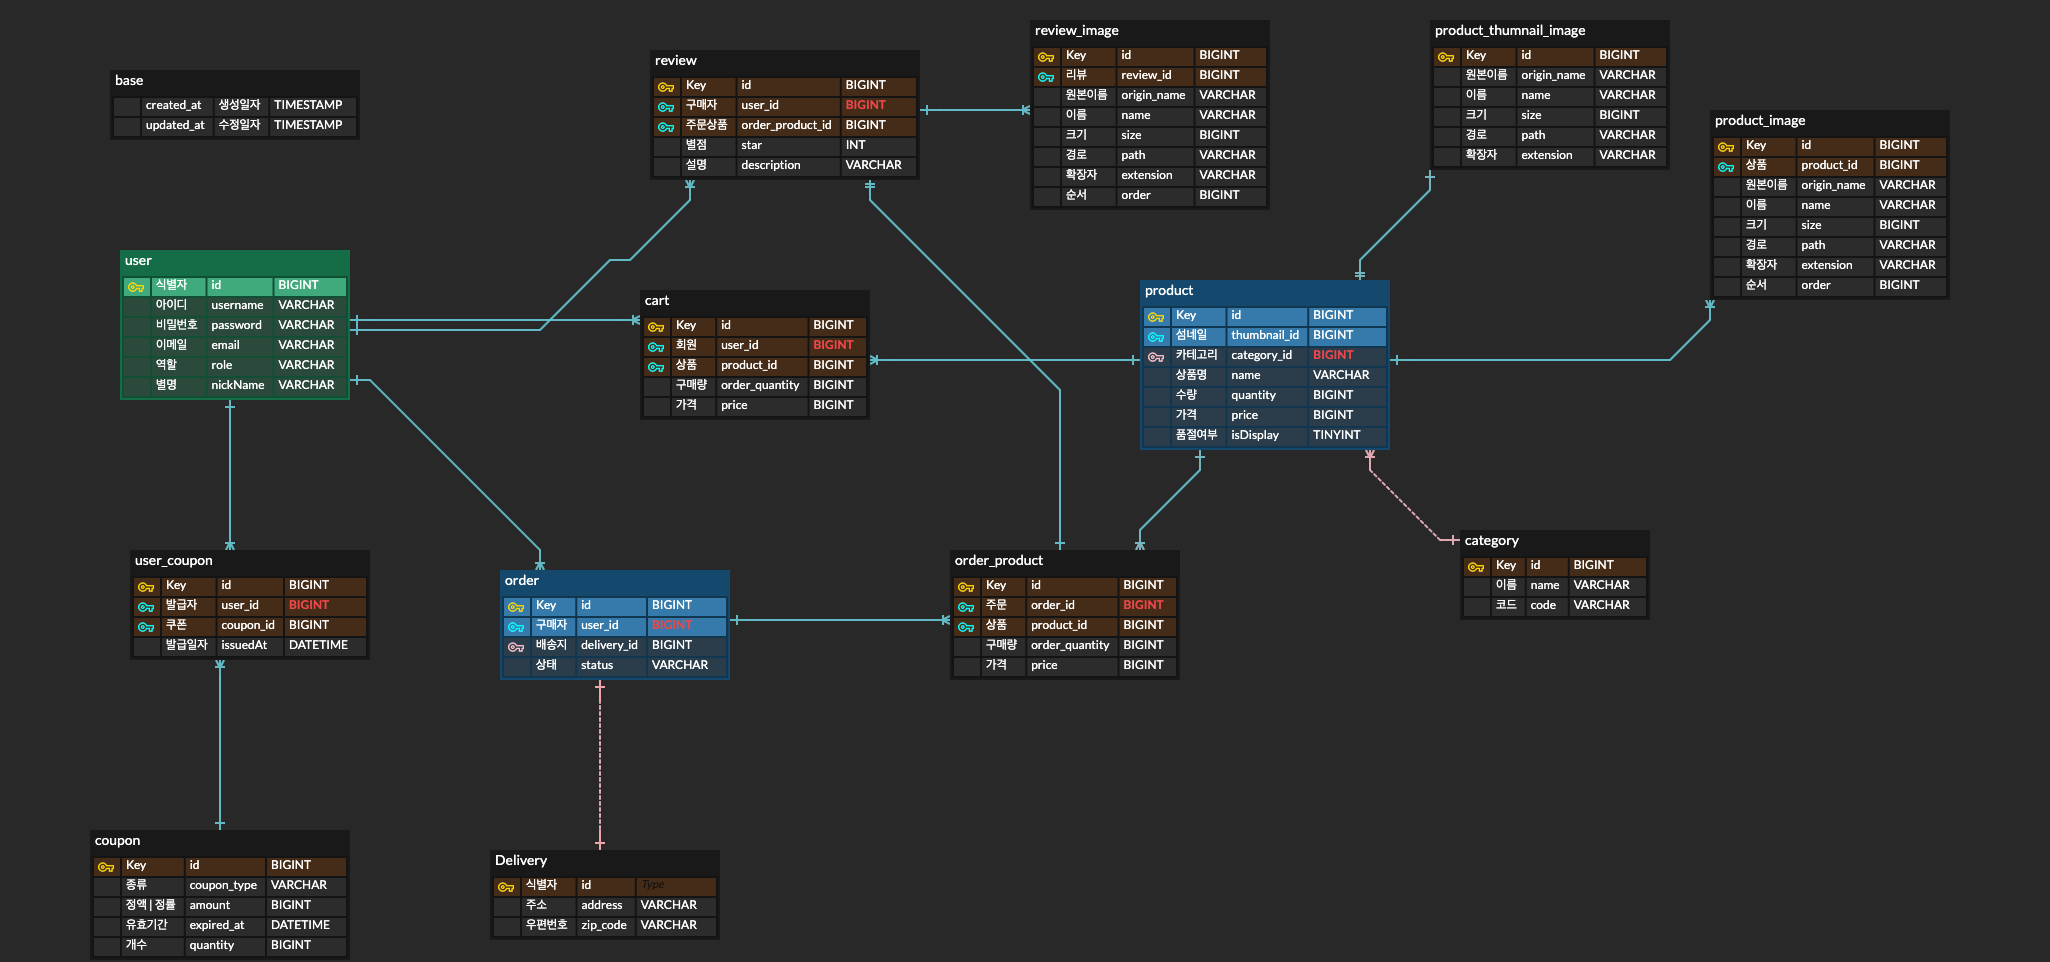 base
created_at 생성일자 TIMESTAMP
updated_at 수정일자 TIMESTAMP
review
Key id BIGINT
구매자 user_id BIGINT
주문상품 order_product_id BIGINT
별점 star INT
설명 description VARCHAR
review_image
Key id BIGINT
리뷰 review_id BIGINT
원본이름 origin_name VARCHAR
이름 name VARCHAR
크기 size BIGINT
경로 path VARCHAR
확장자 extension VARCHAR
순서 order BIGINT
product_thumnail_image
Key id BIGINT
원본이름 origin_name VARCHAR
이름 name VARCHAR
크기 size BIGINT
경로 path VARCHAR
확장자 extension VARCHAR
product_image
Key id BIGINT
상품 product_id BIGINT
원본이름 origin_name VARCHAR
이름 name VARCHAR
크기 size BIGINT
경로 path VARCHAR
확장자 extension VARCHAR
순서 order BIGINT
user
식별자 id BIGINT
아이디 username VARCHAR
비밀번호 password VARCHAR
이메일 email VARCHAR
역할 role VARCHAR
별명 nickName VARCHAR
cart
Key id BIGINT
회원 user_id BIGINT
상품 product_id BIGINT
구매량 order_quantity BIGINT
가격 price BIGINT
product
Key id BIGINT
섬네일 thumbnail_id BIGINT
카테고리 category_id BIGINT
상품명 name VARCHAR
수량 quantity BIGINT
가격 price BIGINT
품절여부 isDisplay TINYINT
user_coupon
Key id BIGINT
발급자 user_id BIGINT
쿠폰 coupon_id BIGINT
발급일자 issuedAt DATETIME
order
Key id BIGINT
구매자 user_id BIGINT
배송지 delivery_id BIGINT
상태 status VARCHAR
order_product
Key id BIGINT
주문 order_id BIGINT
상품 product_id BIGINT
구매량 order_quantity BIGINT
가격 price BIGINT
category
Key id BIGINT
이름 name VARCHAR
코드 code VARCHAR
coupon
Key id BIGINT
종류 coupon_type VARCHAR
정액 | 정률 amount BIGINT
유효기간 expired_at DATETIME
개수 quantity BIGINT
Delivery
식별자 id Type
주소 address VARCHAR
우편번호 zip_code VARCHAR